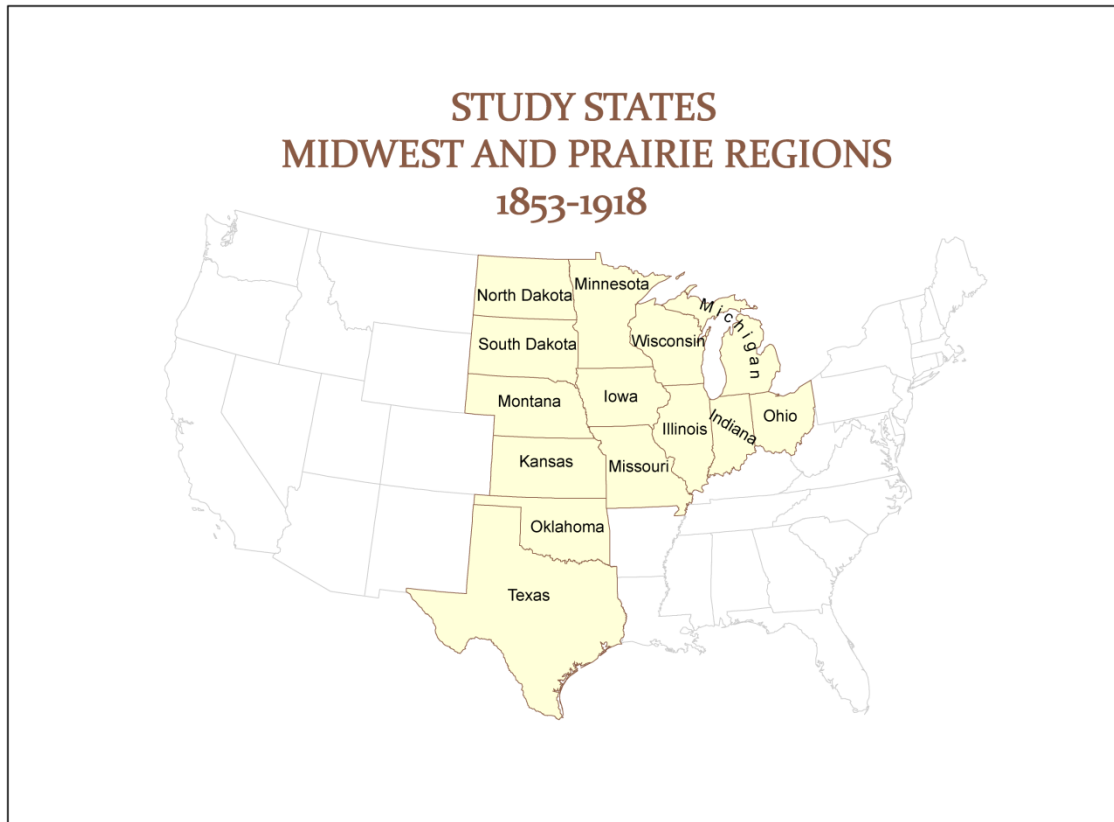 STUDY STATES
MIDWEST AND PRAIRIE REGIONS
1853-1918
North Dakota
Minnesota
Michigan
South Dakota
Wisconsin
Montana
Iowa
Illinois
Indiana
Ohio
Kansas
Missouri
Oklahoma
Texas